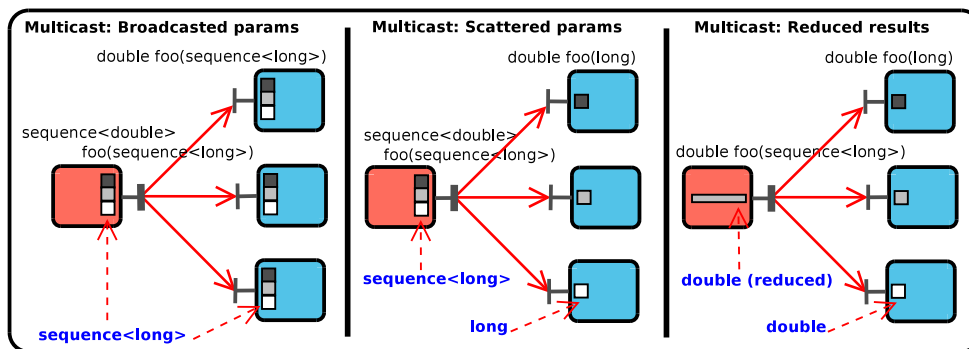 Multicast: Broadcasted params
double foo(sequence<long>)
sequence<double>
foo(sequence<long>)
sequence<long>
Multicast: Scattered params
double foo(long)
sequence<double>
foo(sequence<long>)
sequence<long>
long
Multicast: Reduced results
double foo(long)
double foo(sequence<long>)
double (reduced)
double